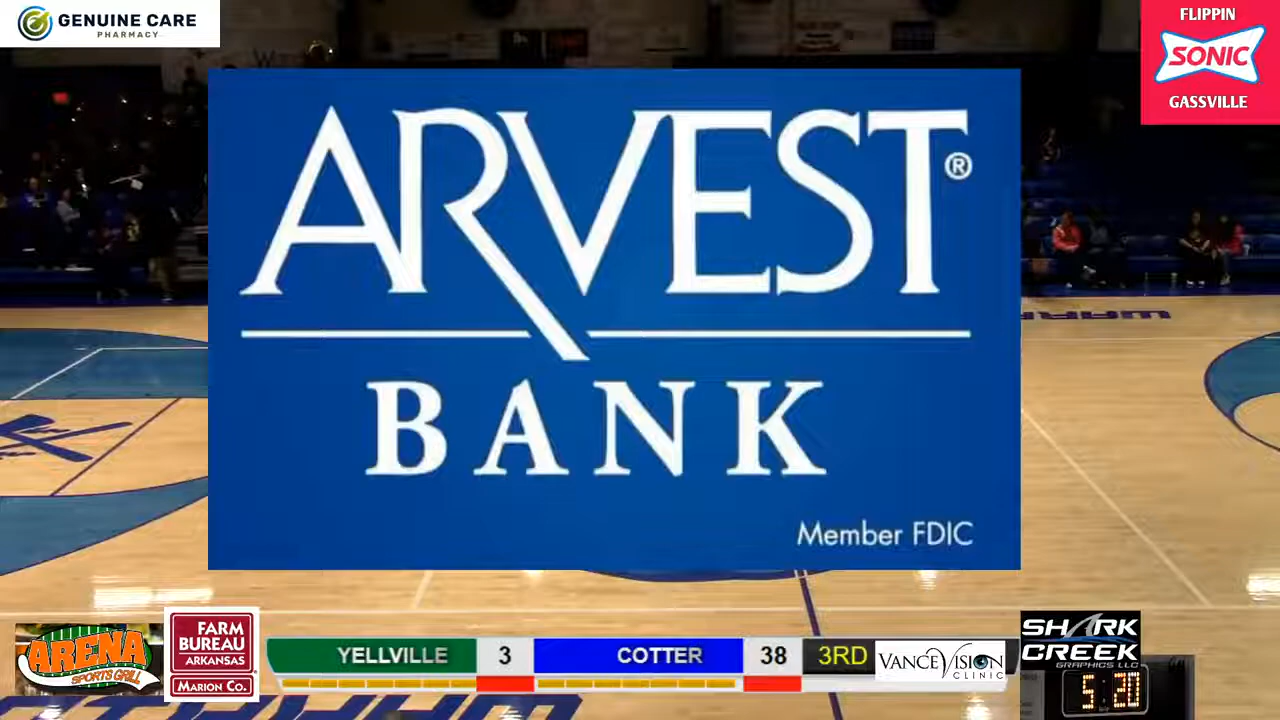 GENUINE CARE
PHARMACY
FLIPPIN
SONIC
GASSVILLE
ARVEST®
BANK
Member FDIC
ARENA
SPORTS GRILL
FARM
BUREAU
ARKANSAS
MARION CO.
YELLVILLE 3 COTTER 38 3RD
VANCE VISION
CLINIC
SHARK
CREEK
GRAPHICS LLC
5 20